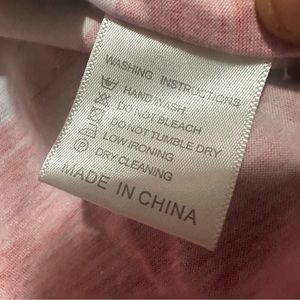 WASHING INSTRUCTIONS
HAND WASH
DO NOT BLEACH
DO NOT TUMBLE DRY
LOW IRONING
DRY CLEANING
MADE IN CHINA